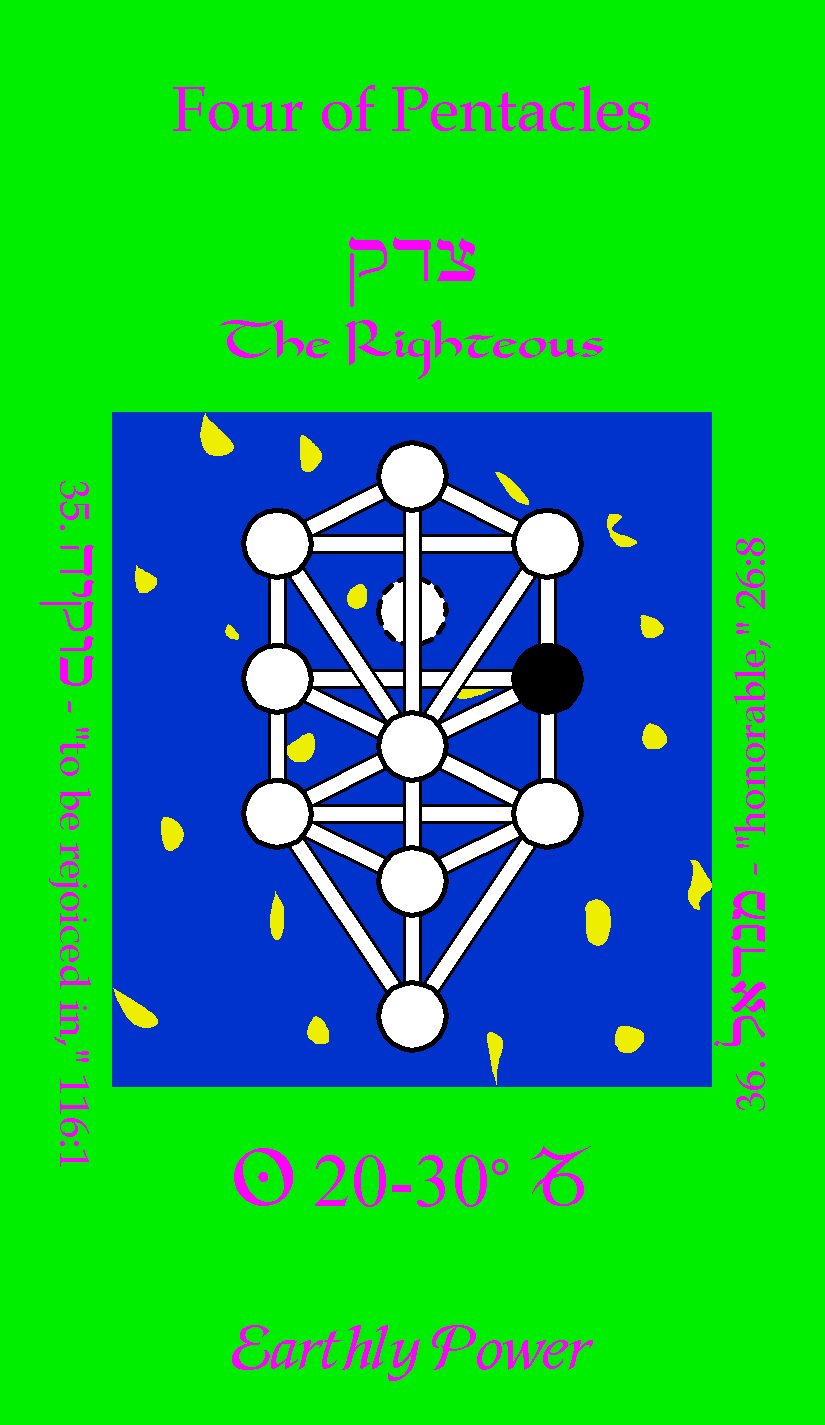 Four of Pentacles
צדק
The Righteous
35. כוקיה - "to be rejoiced in," 116:1
36. מנדאל - "honorable," 26:8
☉ 20-30° ♑
Earthly Power